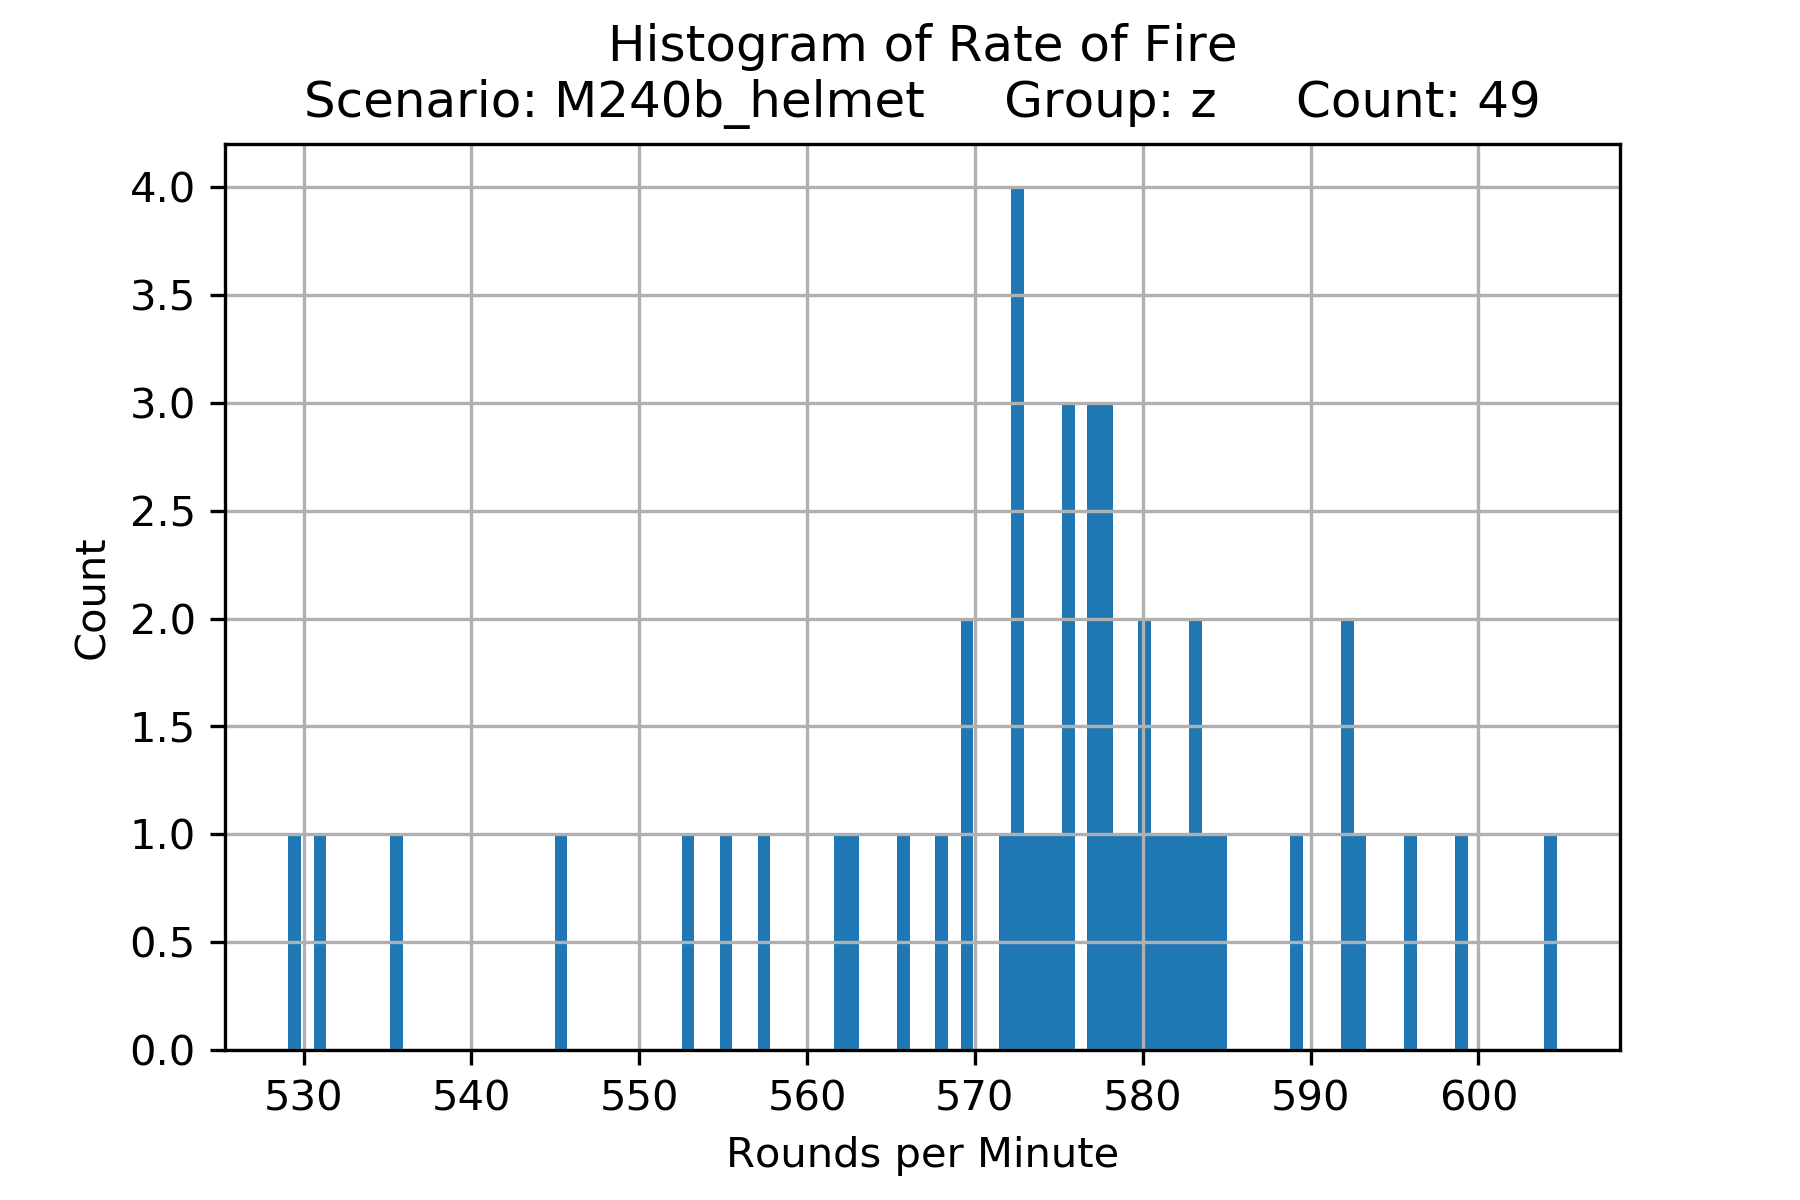 Histogram of Rate of Fire
Scenario: M240b_helmet Group: z Count: 49
4.0
3.5
3.0
2.5
2.0
1.5
1.0
0.5
0.0
Count
530 540 550 560 570 580 590 600
Rounds per Minute